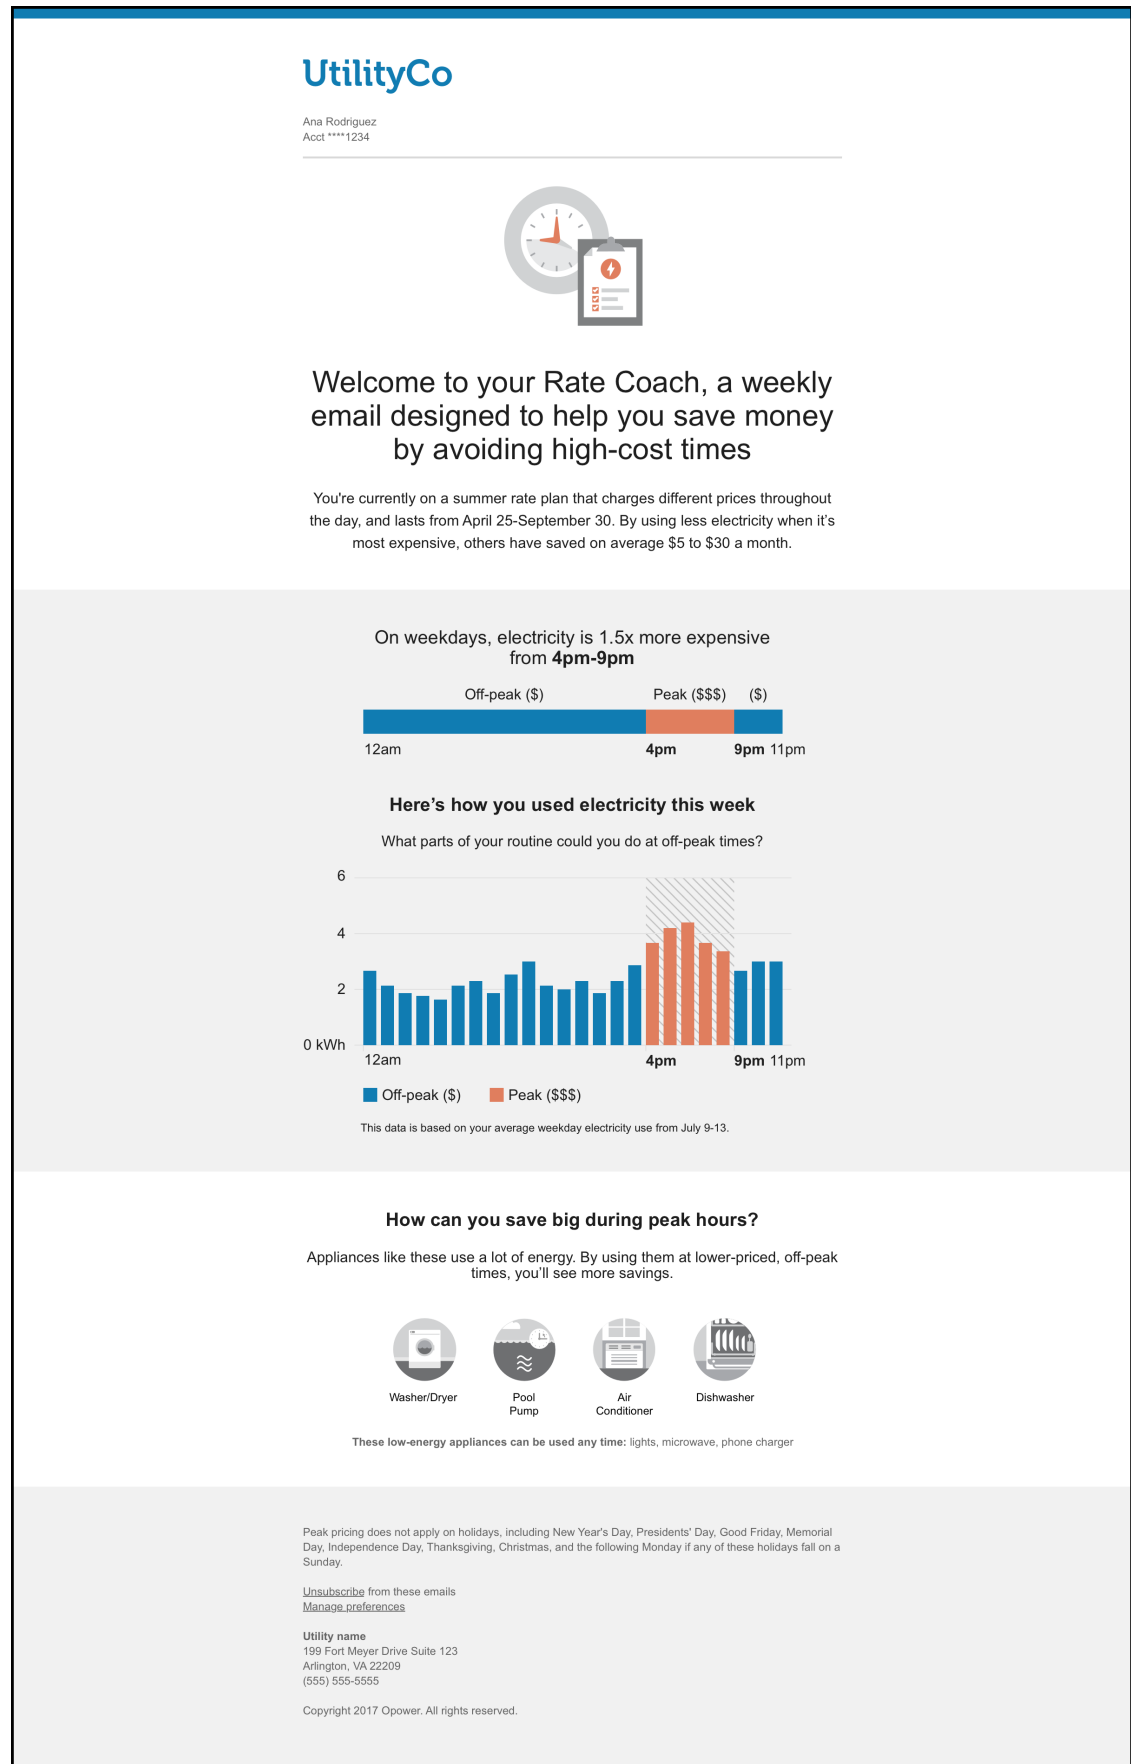 UtilityCo
Ana Rodriguez
Acct ****1234
Welcome to your Rate Coach, a weekly
email designed to help you save money
by avoiding high-cost times
You're currently on a summer rate plan that charges different prices throughout
the day, and lasts from April 25-September 30. By using less electricity when it’s
most expensive, others have saved on average $5 to $30 a month.
On weekdays, electricity is 1.5x more expensive
from 4pm-9pm
Off-peak ($) Peak ($$$) ($)
12am 4pm 9pm 11pm
Here’s how you used electricity this week
What parts of your routine could you do at off-peak times?
6
4
2
0 kWh
12am 4pm 9pm 11pm
Off-peak ($) Peak ($$$)
This data is based on your average weekday electricity use from July 9-13.
How can you save big during peak hours?
Appliances like these use a lot of energy. By using them at lower-priced, off-peak
times, you’ll see more savings.
Washer/Dryer
Pool
Pump
Air
Conditioner
Dishwasher
These low-energy appliances can be used any time: lights, microwave, phone charger
Peak pricing does not apply on holidays, including New Year's Day, Presidents' Day, Good Friday, Memorial
Day, Independence Day, Thanksgiving, Christmas, and the following Monday if any of these holidays fall on a
Sunday.
Unsubscribe from these emails
Manage preferences
Utility name
199 Fort Meyer Drive Suite 123
Arlington, VA 22209
(555) 555-5555
Copyright 2017 Opower. All rights reserved.